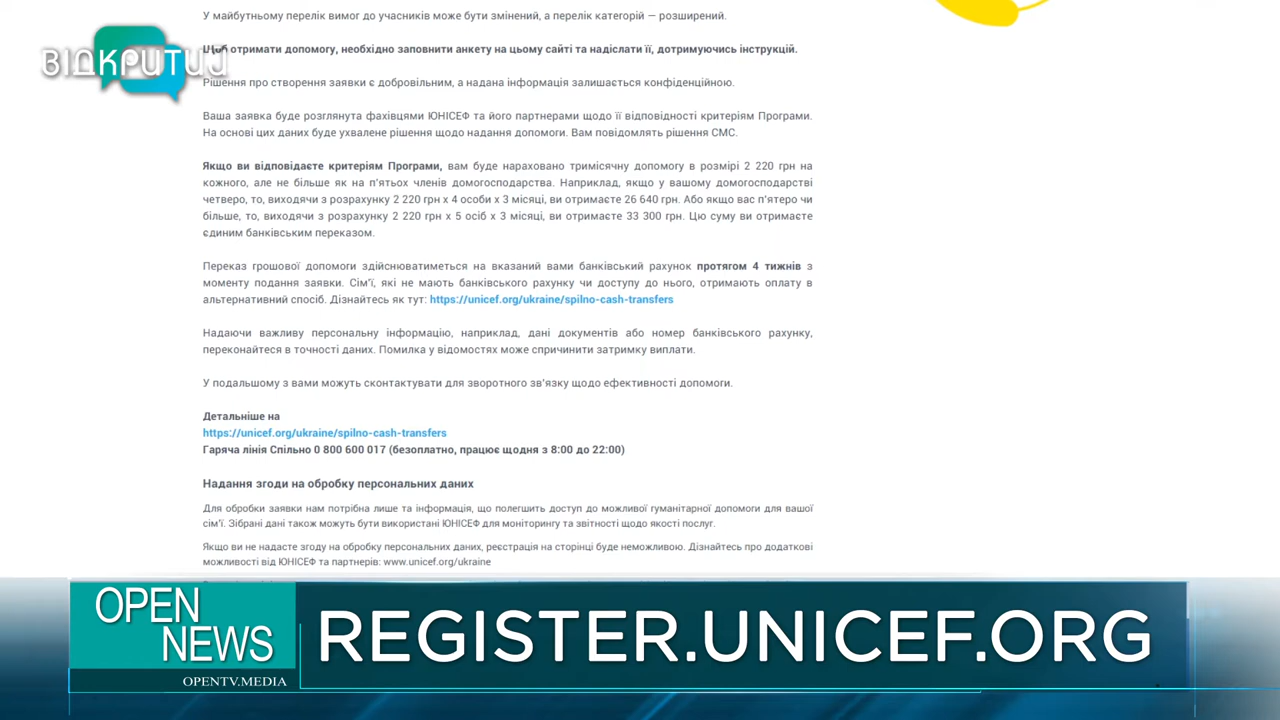 У майбутньому перелік вимог до учасників може бути змінений, а перелік категорій — розширений.
Щоб отримати допомогу, необхідно заповнити анкету на цьому сайті та надіслати її, дотримуючись інструкцій.
ВІДКРИТИЙ
Рішення про створення заявки є добровільним, а надана інформація залишається конфіденційною.
Ваша заявка буде розглянута фахівцями ЮНІСЕФ та його партнерами щодо її відповідності критеріям Програми.
На основі цих даних буде ухвалене рішення щодо надання допомоги. Вам повідомлять рішення СМС.
Якщо ви відповідаєте критеріям Програми, вам буде нараховано тримісячну допомогу в розмірі 2 220 грн на
кожного, але не більше як на п'ятьох членів домогосподарства. Наприклад, якщо у вашому домогосподарстві
четверо, то, виходячи з розрахунку 2 220 грн х 4 особи х 3 місяці, ви отримаєте 26 640 грн. Або якщо вас п'ятеро чи
більше, то, виходячи з розрахунку 2 220 грн х 5 осіб х 3 місяці, ви отримаєте 33 300 грн. Цю суму ви отримаєте
єдиним банківським переказом.
Переказ грошової допомоги здійснюватиметься на вказаний вами банківський рахунок протягом 4 тижнів з
моменту подання заявки. Сім'ї, які не мають банківського рахунку чи доступу до нього, отримають оплату в
альтернативний спосіб. Дізнайтесь як тут: https://unicef.org/ukraine/spilno-cash-transfers
Надаючи важливу персональну інформацію, наприклад, дані документів або номер банківського рахунку,
переконайтеся в точності даних. Помилка у відомостях може спричинити затримку виплати.
У подальшому з вами можуть сконтактувати для зворотного зв'язку щодо ефективності допомоги.
Детальніше на
https://unicef.org/ukraine/spilno-cash-transfers
Гаряча лінія Спільно 0 800 600 017 (безоплатно, працює щодня з 8:00 до 22:00)
Надання згоди на обробку персональних даних
Для обробки заявки нам потрібна лише та інформація, що полегшить доступ до можливої гуманітарної допомоги для вашої
сім'ї. Зібрані дані також можуть бути використані ЮНІСЕФ для моніторингу та звітності щодо якості послуг.
Якщо ви не надасте згоду на обробку персональних даних, реєстрація на сторінці буде неможливою. Дізнайтесь про додаткові
можливості від ЮНІСЕФ та партнерів: www.unicef.org/ukraine
OPEN
NEWS
REGISTER.UNICEF.ORG
OPENTV.MEDIA